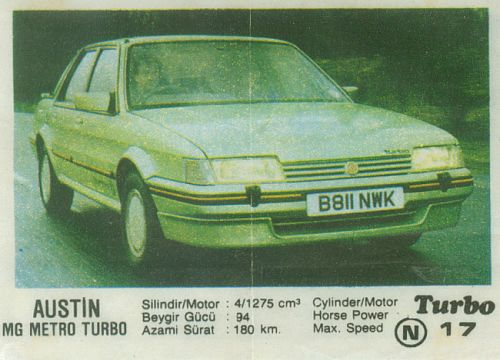 Turbo
B811 NWK
AUSTİN
MG METRO TURBO
Silindir/Motor : 4/1275 cm³ Cylinder/Motor
Beygir Gücü : 94 Horse Power
Azami Sürat : 180 km. Max. Speed
Turbo
N 17